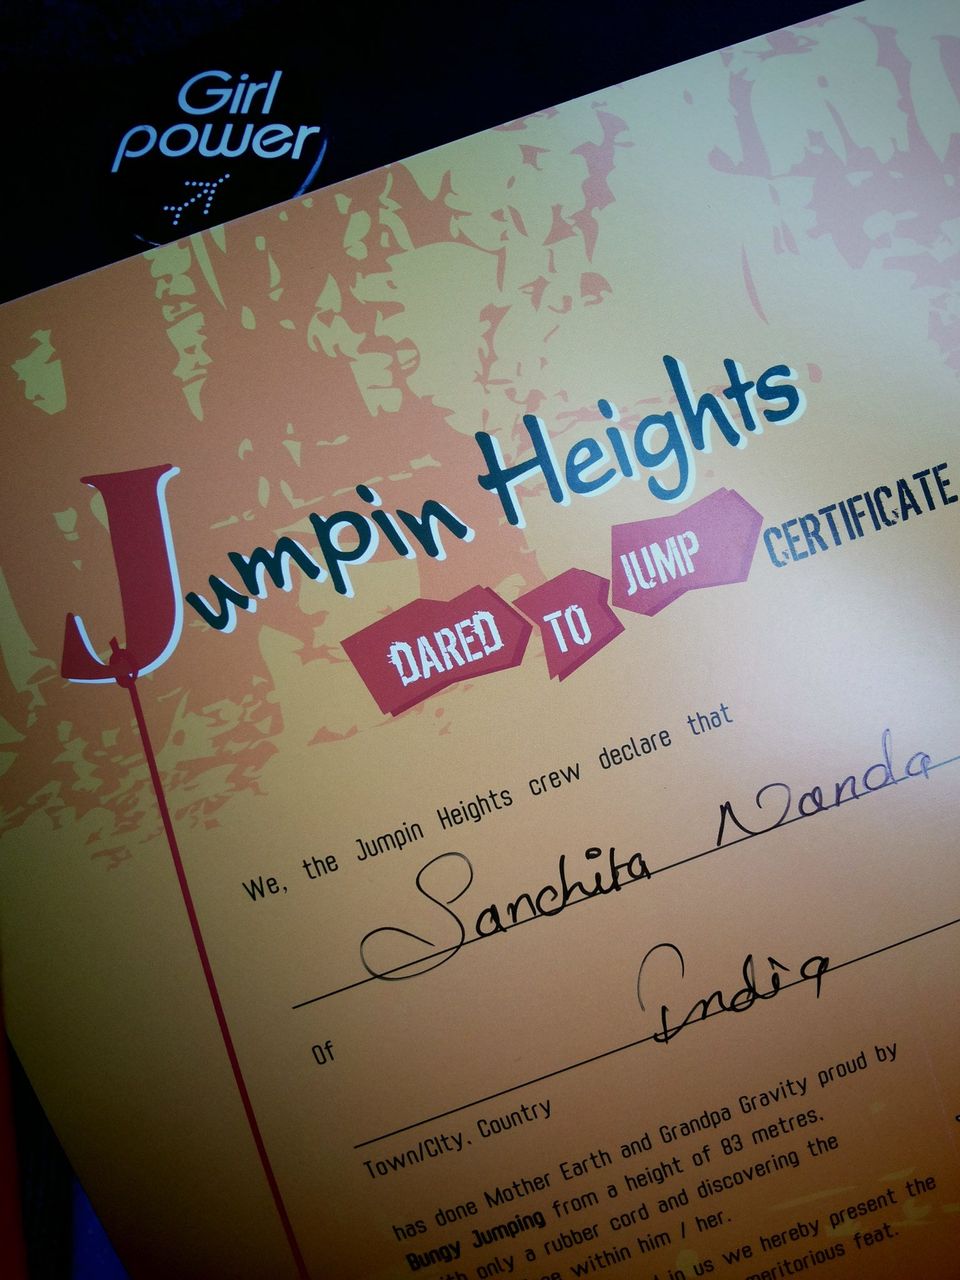 Girl
power
Jumpin Heights
DARED TO JUMP CERTIFICATE
We, the Jumpin Heights crew declare that
Sanchita Nanda
Of
India
Town/CIty, Country
has done Mother Earth and Grandpa Gravity proud by
Bungy Jumping from a height of 83 metres,
with only a rubber cord and discovering the
within him / her.
in us we hereby present the
meritorious feat.